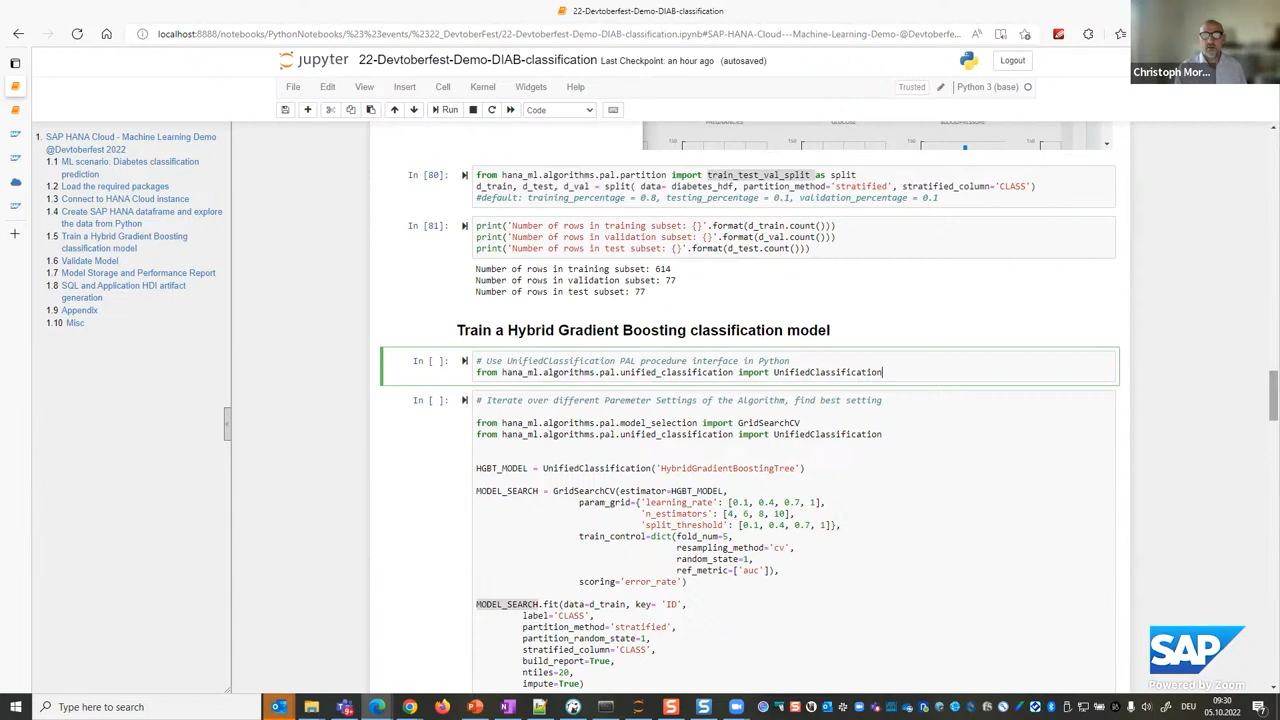 22-Devtoberfest-Demo-DIAB-classification
localhost:8888/notebooks/PythonNotebooks/%23%23events/%2322_DevtoberFest/22-Devtoberfest-Demo-DIAB-classification.ipynb#SAP-HANA-Cloud---Machine-Learning-Demo-@Devtoberfe...
Christoph Mor...
jupyter 22-Devtoberfest-Demo-DIAB-classification Last Checkpoint: an hour ago (autosaved)
Logout
File Edit View Insert Cell Kernel Widgets Help
Trusted Python 3 (base)
Run Code
1. SAP HANA Cloud - Machine Learning Demo
@Devtoberfest 2022
1.1 ML scenario: Diabetes classification
prediction
1.2 Load the required packages
1.3 Connect to HANA Cloud instance
1.4 Create SAP HANA dataframe and explore
the data from Python
1.5 Train a Hybrid Gradient Boosting
classification model
1.6 Validate Model
1.7 Model Storage and Performance Report
1.8 SQL and Application HDI artifact
generation
1.9 Appendix
1.10 Misc
150 150 150 150
In [80]: from hana_ml.algorithms.pal.partition import train_test_val_split as split
d_train, d_test, d_val = split( data= diabetes_hdf, partition_method='stratified', stratified_column='CLASS')
#default: training_percentage = 0.8, testing_percentage = 0.1, validation_percentage = 0.1
In [81]: print('Number of rows in training subset: {}'.format(d_train.count()))
print('Number of rows in validation subset: {}'.format(d_val.count()))
print('Number of rows in test subset: {}'.format(d_test.count()))
Number of rows in training subset: 614
Number of rows in validation subset: 77
Number of rows in test subset: 77
Train a Hybrid Gradient Boosting classification model
In [ ]: # Use UnifiedClassification PAL procedure interface in Python
from hana_ml.algorithms.pal.unified_classification import UnifiedClassification
In [ ]: # Iterate over different Paremeter Settings of the Algorithm, find best setting
from hana_ml.algorithms.pal.model_selection import GridSearchCV
from hana_ml.algorithms.pal.unified_classification import UnifiedClassification
HGBT_MODEL = UnifiedClassification('HybridGradientBoostingTree')
MODEL_SEARCH = GridSearchCV(estimator=HGBT_MODEL,
param_grid={'learning_rate': [0.1, 0.4, 0.7, 1],
'n_estimators': [4, 6, 8, 10],
'split_threshold': [0.1, 0.4, 0.7, 1]},
train_control=dict(fold_num=5,
resampling_method='cv',
random_state=1,
ref_metric=['auc']),
scoring='error_rate')
MODEL_SEARCH.fit(data=d_train, key= 'ID',
label='CLASS',
partition_method='stratified',
partition_random_state=1,
stratified_column='CLASS',
build_report=True,
ntiles=20,
impute=True)
SAP
Powered by Zoom
Type here to search
09:30
05.10.2022